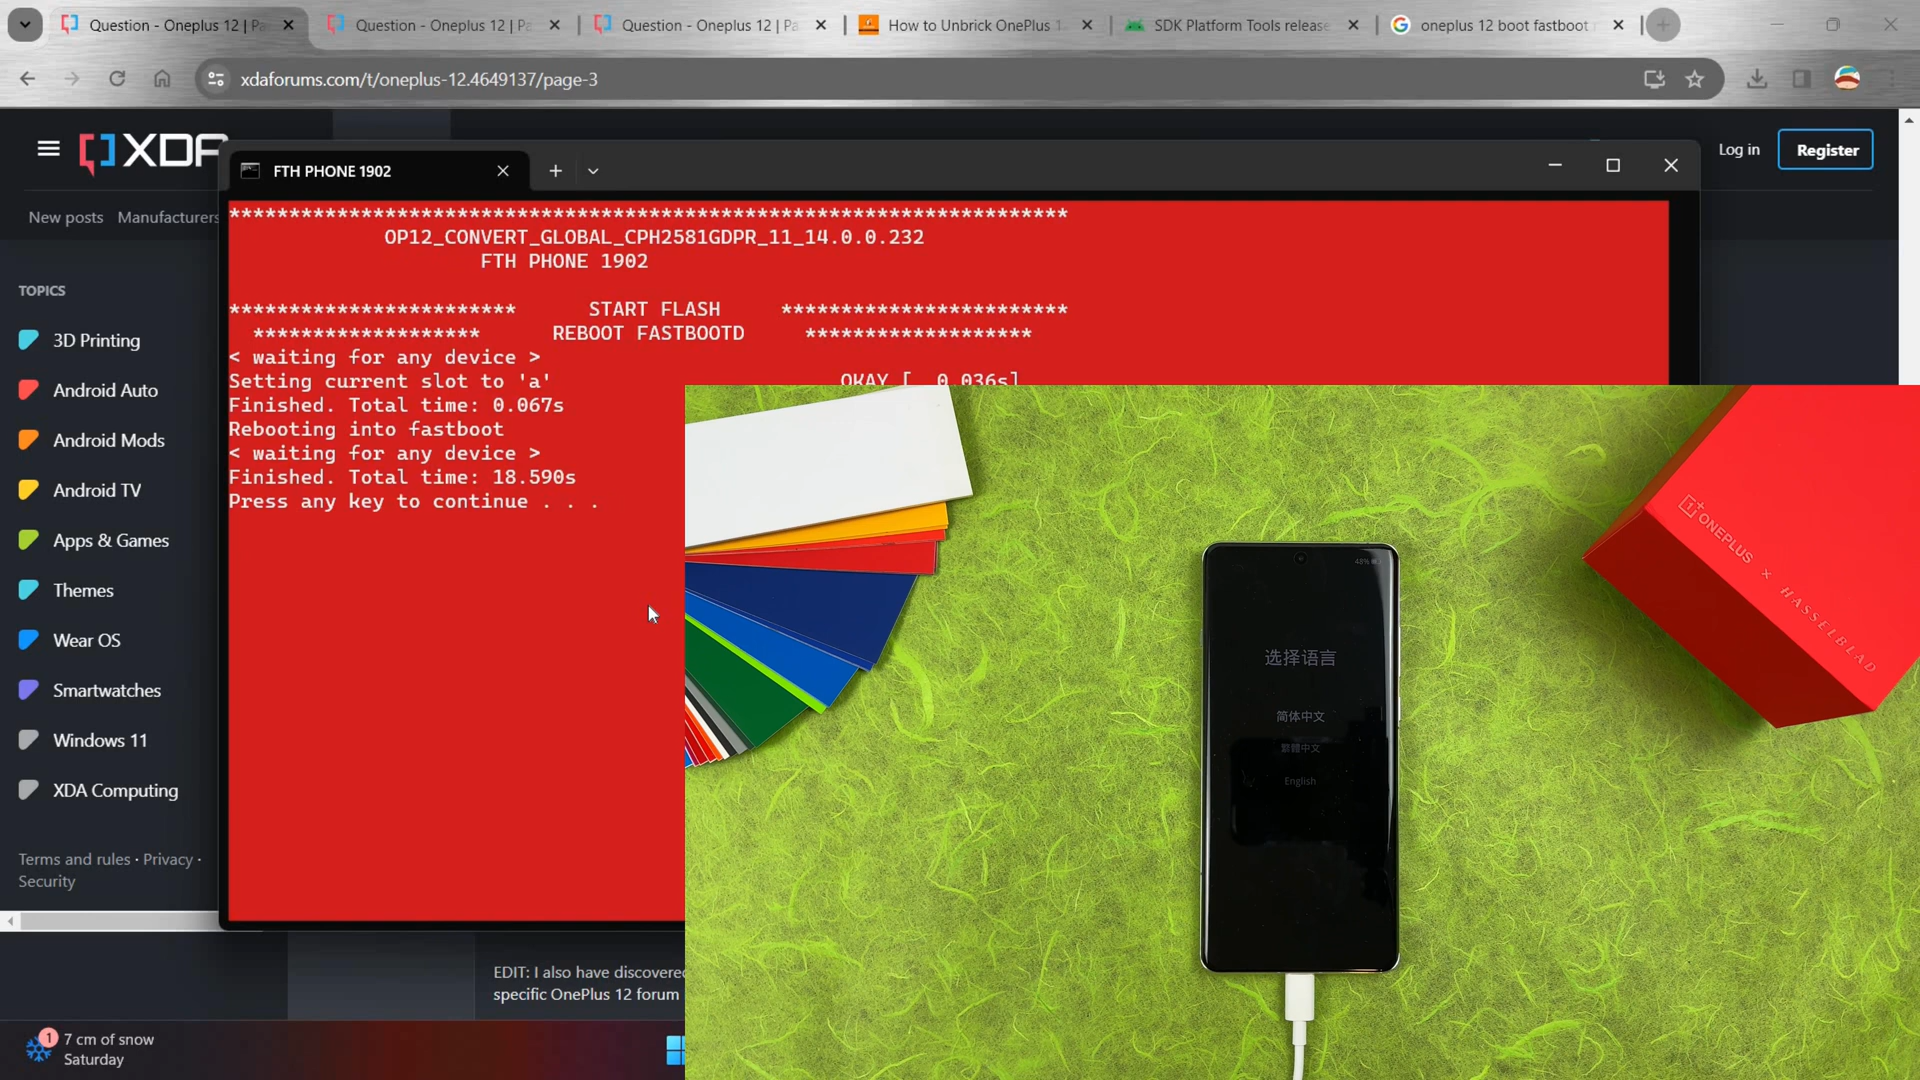 Question - Oneplus 12 | Pa
Question - Oneplus 12 | Pa
Question - Oneplus 12 | Pa
How to Unbrick OnePlus 1
SDK Platform Tools release
oneplus 12 boot fastboot
xdaforums.com/t/oneplus-12.4649137/page-3
XDA
Log in
Register
New posts
Manufacturers
FTH PHONE 1902
**********************************************************************
OP12_CONVERT_GLOBAL_CPH2581GDPR_11_14.0.0.232
FTH PHONE 1902
************************ START FLASH ************************
******************* REBOOT FASTBOOTD *******************
< waiting for any device >
Setting current slot to 'a' OKAY [ 0.036s]
Finished. Total time: 0.067s
Rebooting into fastboot
< waiting for any device >
Finished. Total time: 18.590s
Press any key to continue . . .
TOPICS
3D Printing
Android Auto
Android Mods
Android TV
Apps & Games
Themes
Wear OS
Smartwatches
Windows 11
XDA Computing
Terms and rules · Privacy ·
Security
EDIT: I also have discovered
specific OnePlus 12 forum
1
7 cm of snow
Saturday
48%
选择语言
简体中文
繁體中文
English
ONEPLUS × HASSELBLAD